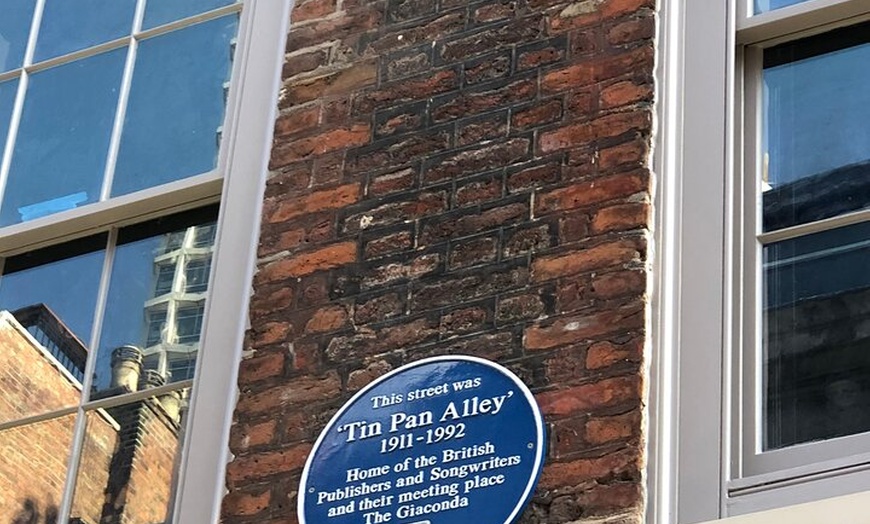 This street was
‘Tin Pan Alley’
1911-1992
Home of the British
Publishers and Songwriters
and their meeting place
The Giaconda